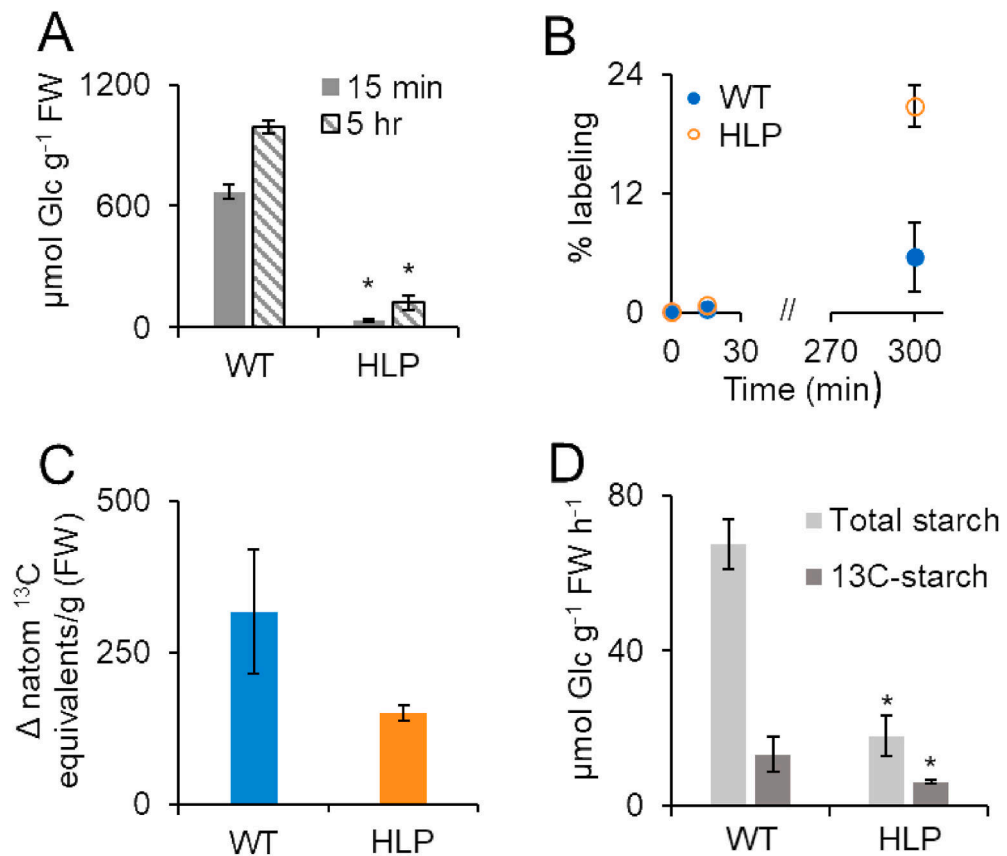 A
µmol Glc g⁻¹ FW
1200
600
0
15 min
5 hr
*
*
WT
HLP
B
% labeling
24
12
0
WT
HLP
//
0
30
270
300
Time (min)
C
Δ natom ¹³C
equivalents/g (FW)
500
250
0
WT
HLP
D
µmol Glc g⁻¹ FW h⁻¹
80
40
0
Total starch
13C-starch
*
*
WT
HLP